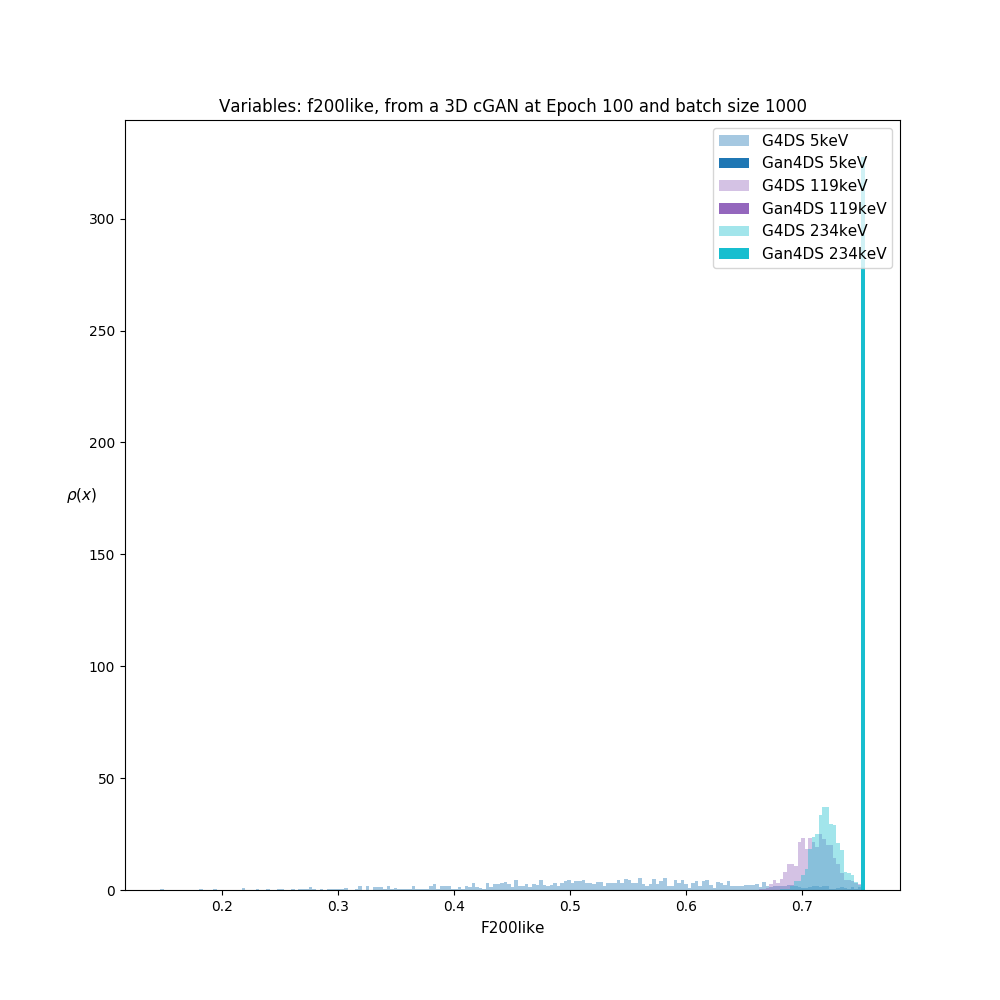 Variables: f200like, from a 3D cGAN at Epoch 100 and batch size 1000
G4DS 5keV
Gan4DS 5keV
G4DS 119keV
Gan4DS 119keV
G4DS 234keV
Gan4DS 234keV
300
250
200
150
100
50
0
ρ(x)
0.2 0.3 0.4 0.5 0.6 0.7
F200like